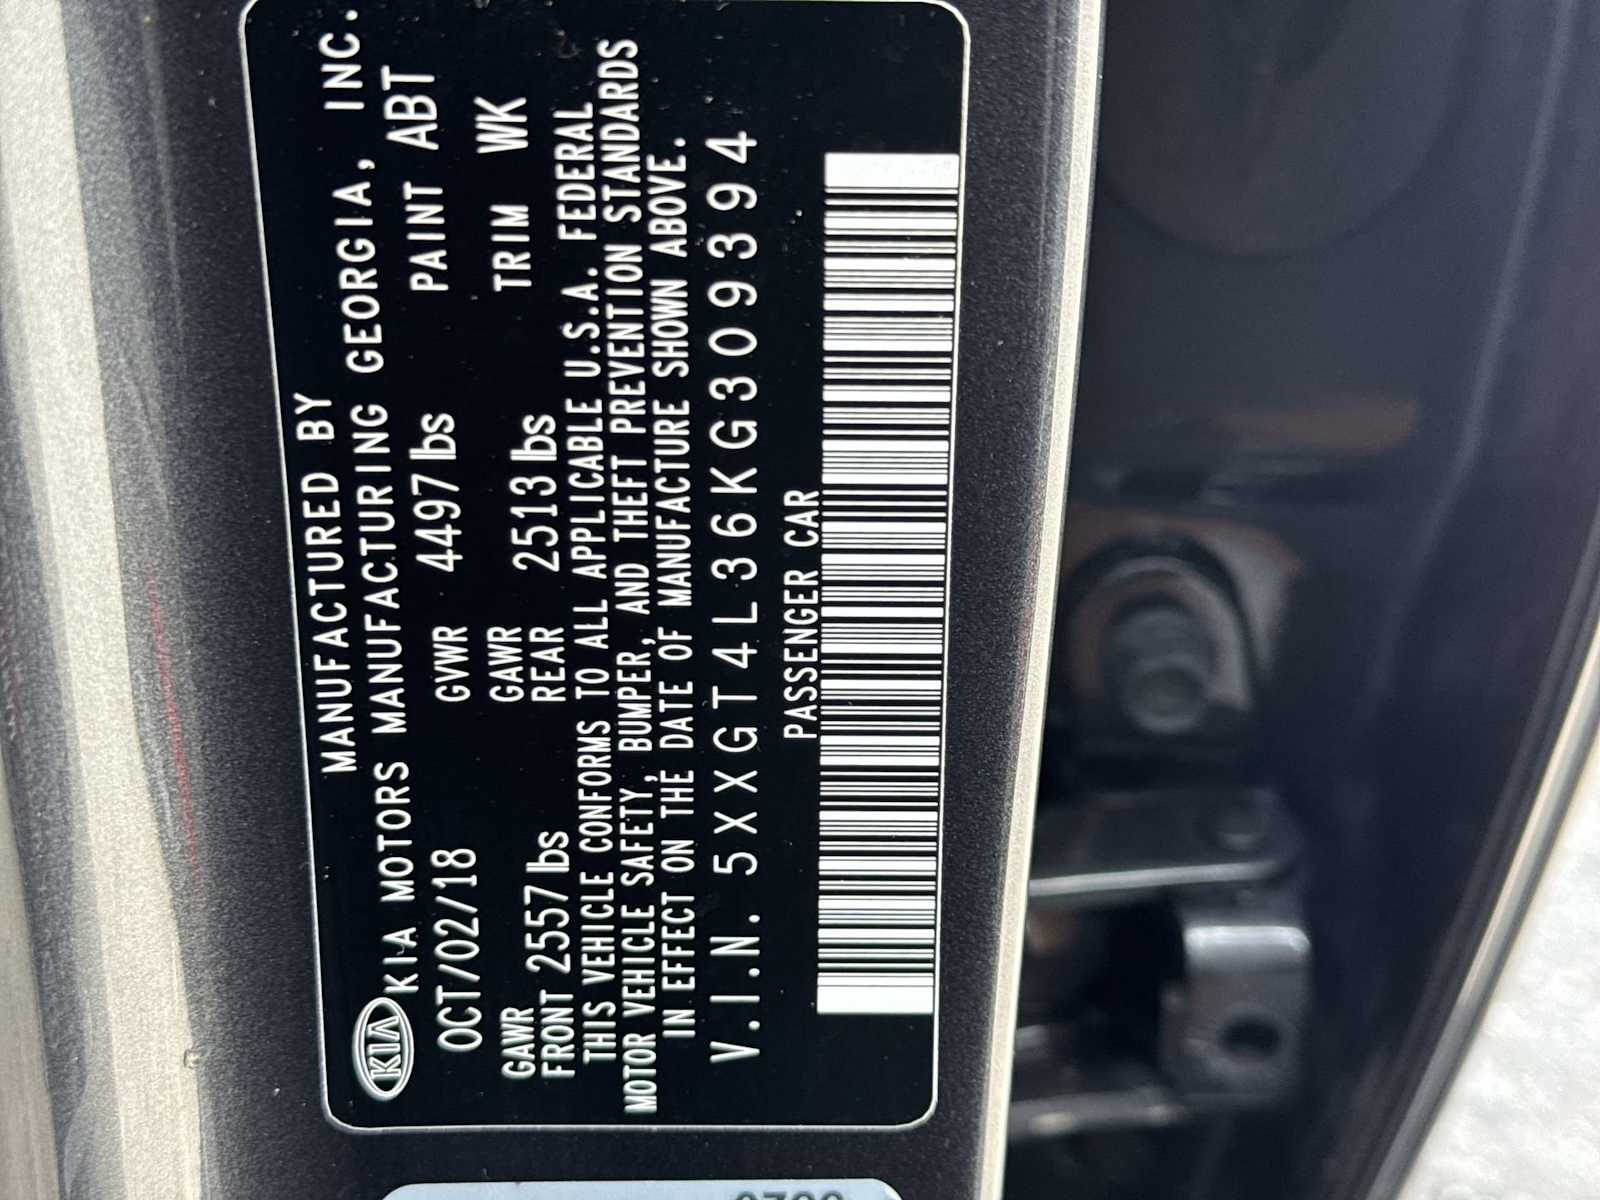 MANUFACTURED BY
KIA KIA MOTORS MANUFACTURING GEORGIA, INC.
OCT/02/18 GVWR 4497 lbs PAINT ABT
GAWR FRONT 2557 lbs GAWR REAR 2513 lbs TRIM WK
THIS VEHICLE CONFORMS TO ALL APPLICABLE U.S.A. FEDERAL
MOTOR VEHICLE SAFETY, BUMPER, AND THEFT PREVENTION STANDARDS
IN EFFECT ON THE DATE OF MANUFACTURE SHOWN ABOVE.
V.I.N. 5XXGT4L36KG309394
PASSENGER CAR